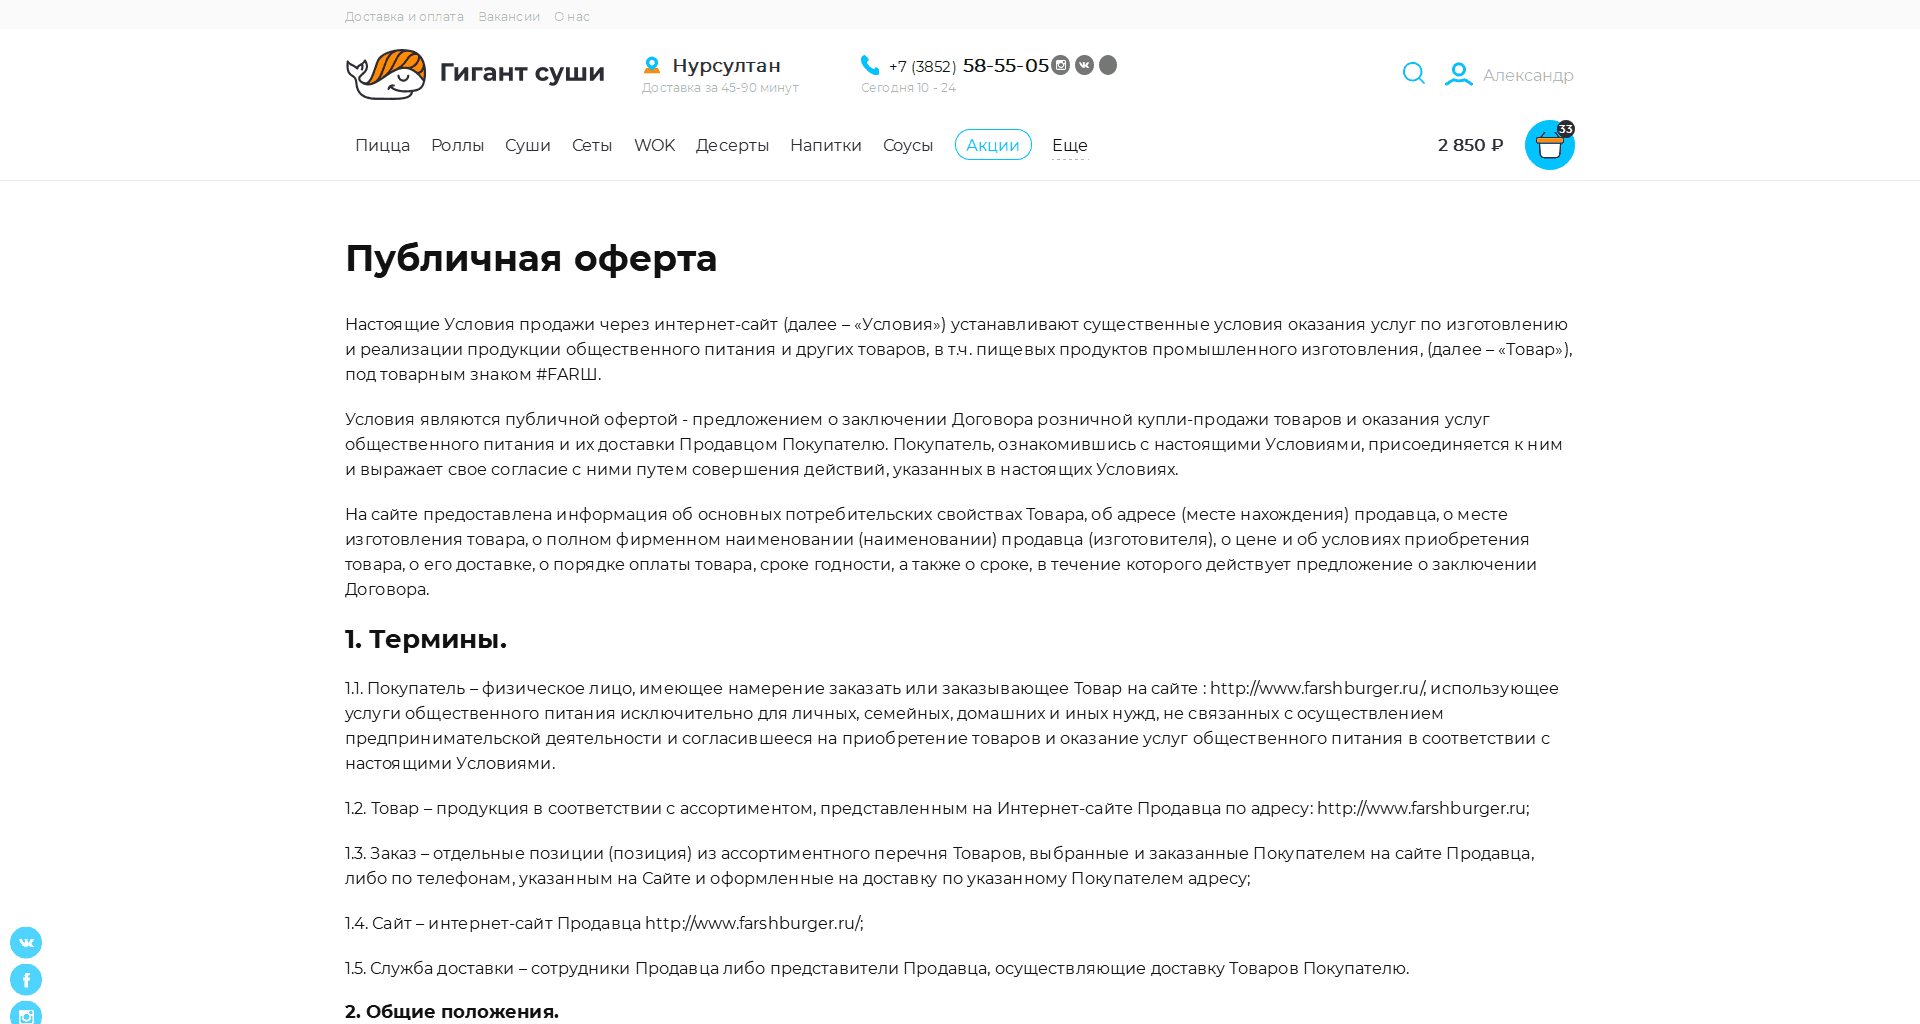 Доставка и оплата Вакансии О нас
Гигант суши
Нурсултан
Доставка за 45-90 минут
+7 (3852) 58-55-05
Сегодня 10 - 24
Александр
Пицца Роллы Суши Сеты WOK Десерты Напитки Соусы Акции Еще
2 850 ₽
33
Публичная оферта
Настоящие Условия продажи через интернет-сайт (далее – «Условия») устанавливают существенные условия оказания услуг по изготовлению
и реализации продукции общественного питания и других товаров, в т.ч. пищевых продуктов промышленного изготовления, (далее – «Товар»),
под товарным знаком #FARШ.
Условия являются публичной офертой - предложением о заключении Договора розничной купли-продажи товаров и оказания услуг
общественного питания и их доставки Продавцом Покупателю. Покупатель, ознакомившись с настоящими Условиями, присоединяется к ним
и выражает свое согласие с ними путем совершения действий, указанных в настоящих Условиях.
На сайте предоставлена информация об основных потребительских свойствах Товара, об адресе (месте нахождения) продавца, о месте
изготовления товара, о полном фирменном наименовании (наименовании) продавца (изготовителя), о цене и об условиях приобретения
товара, о его доставке, о порядке оплаты товара, сроке годности, а также о сроке, в течение которого действует предложение о заключении
Договора.
1. Термины.
1.1. Покупатель – физическое лицо, имеющее намерение заказать или заказывающее Товар на сайте : http://www.farshburger.ru/, использующее
услуги общественного питания исключительно для личных, семейных, домашних и иных нужд, не связанных с осуществлением
предпринимательской деятельности и согласившееся на приобретение товаров и оказание услуг общественного питания в соответствии с
настоящими Условиями.
1.2. Товар – продукция в соответствии с ассортиментом, представленным на Интернет-сайте Продавца по адресу: http://www.farshburger.ru;
1.3. Заказ – отдельные позиции (позиция) из ассортиментного перечня Товаров, выбранные и заказанные Покупателем на сайте Продавца,
либо по телефонам, указанным на Сайте и оформленные на доставку по указанному Покупателем адресу;
1.4. Сайт – интернет-сайт Продавца http://www.farshburger.ru/;
1.5. Служба доставки – сотрудники Продавца либо представители Продавца, осуществляющие доставку Товаров Покупателю.
2. Общие положения.